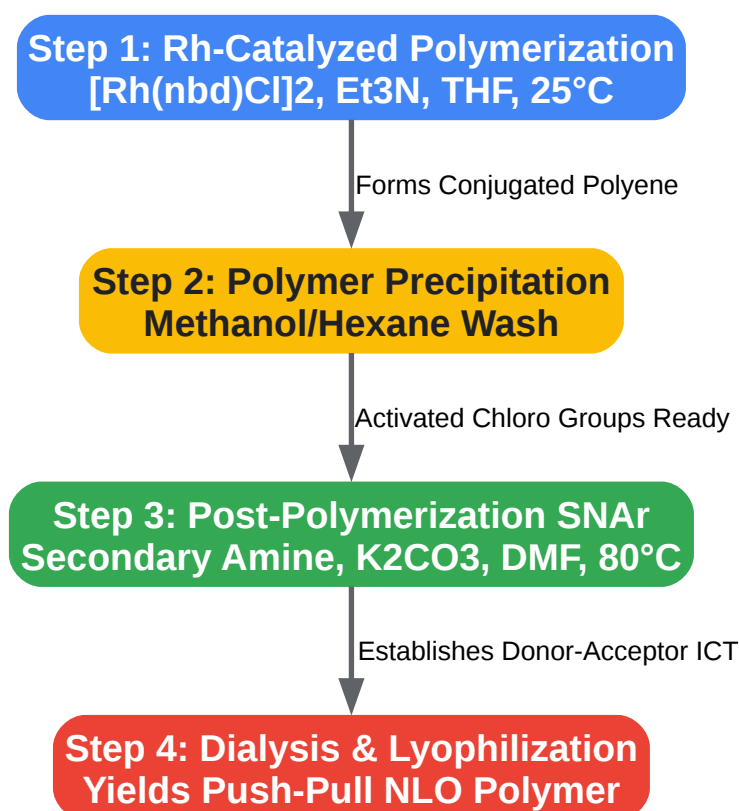 Step 1: Rh-Catalyzed Polymerization
[Rh(nbd)Cl]2, Et3N, THF, 25°C
Forms Conjugated Polyene
Step 2: Polymer Precipitation
Methanol/Hexane Wash
Activated Chloro Groups Ready
Step 3: Post-Polymerization SNAr
Secondary Amine, K2CO3, DMF, 80°C
Establishes Donor-Acceptor ICT
Step 4: Dialysis & Lyophilization
Yields Push-Pull NLO Polymer